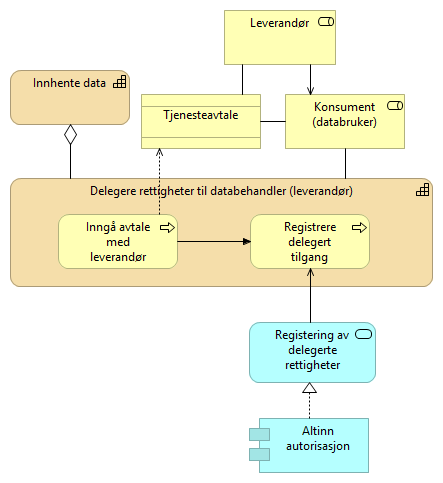 Leverandør
Innhente data
Tjenesteavtale
Konsument
(databruker)
Delegere rettigheter til databehandler (leverandør)
Inngå avtale
med
leverandør
Registrere
delegert
tilgang
Registering av
delegerte
rettigheter
Altinn
autorisasjon